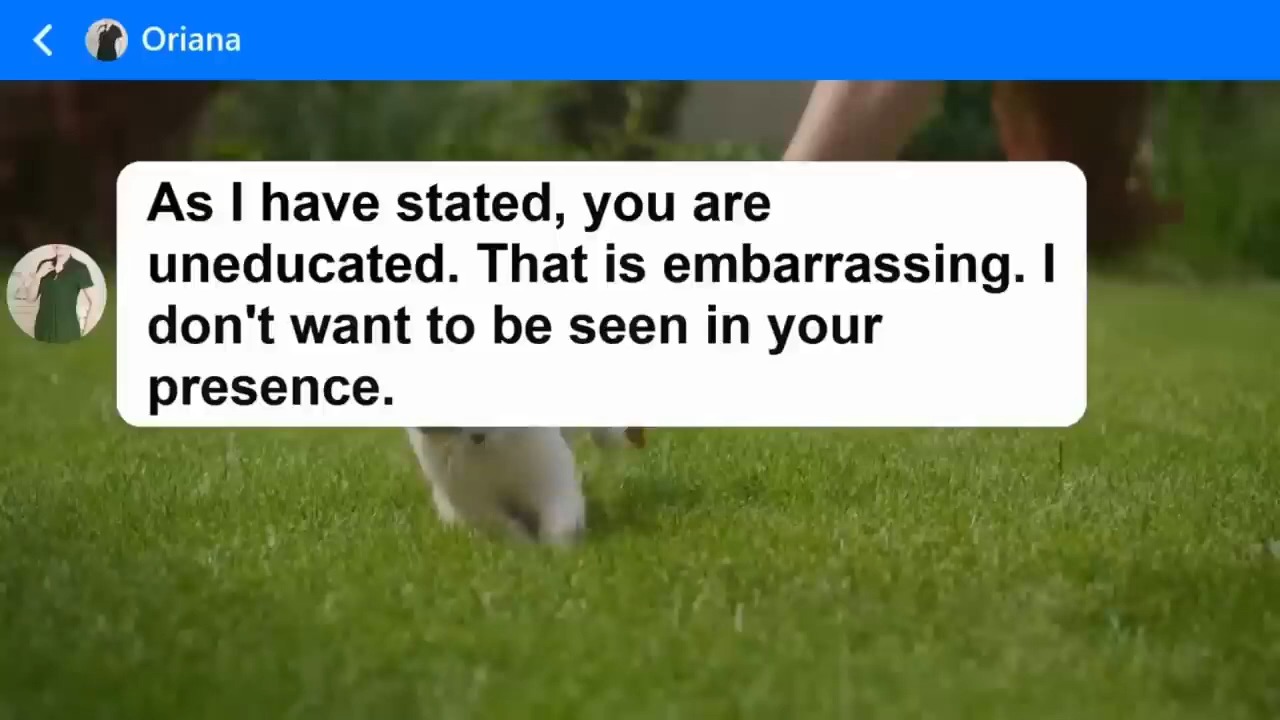 Oriana
As I have stated, you are
uneducated. That is embarrassing. I
don't want to be seen in your
presence.